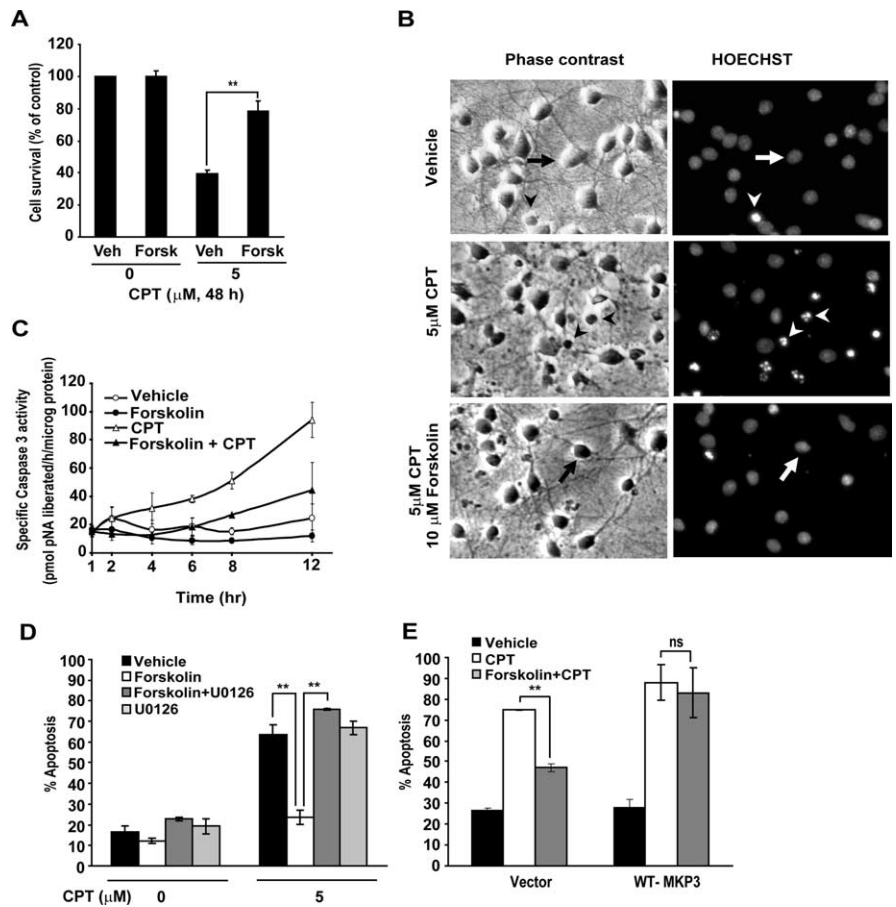 A
120
100
80
60
40
20
0
Cell survival (% of control)
**
Veh Forsk Veh Forsk
0 5
CPT (μM, 48 h)
B
Phase contrast HOECHST
Vehicle
5μM CPT
5μM CPT
10 μM Forskolin
C
120
100
80
60
40
20
0
Specific Caspase 3 activity
(pmol pNA liberated/h/microg protein)
Vehicle
Forskolin
CPT
Forskolin + CPT
1 2 4 6 8 12
Time (hr)
D
100
90
80
70
60
50
40
30
20
10
0
% Apoptosis
Vehicle
Forskolin
Forskolin+U0126
U0126
** **
CPT (μM) 0 5
E
100
90
80
70
60
50
40
30
20
10
0
% Apoptosis
Vehicle
CPT
Forskolin+CPT
**
ns
Vector WT- MKP3